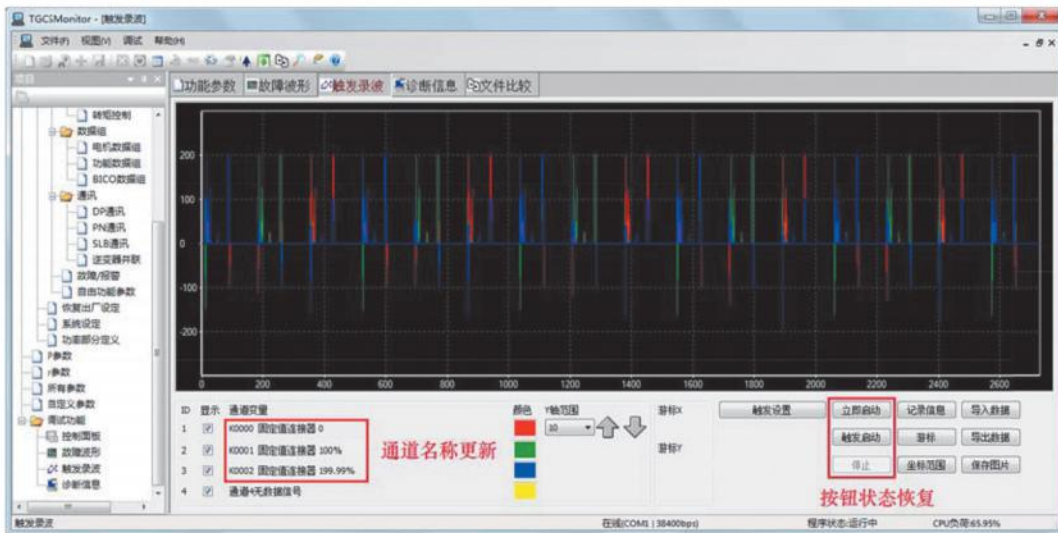 TGCSMonitor - [触发录波]
文件(F) 视图(V) 调试 帮助(H)
项目
功能参数 故障波形 触发录波 诊断信息 文件比较
转矩控制
数据组
电机数据组
功能数据组
BICO数据组
通讯
DP通讯
PN通讯
SLB通讯
逆变器并联
故障/报警
自由功能参数
恢复出厂设定
系统设定
功率部分定义
P参数
r参数
所有参数
自定义参数
调试功能
控制面板
故障波形
触发录波
诊断信息
200
100
0
-100
-200
0 200 400 600 800 1000 1200 1400 1600 1800 2000 2200 2400 2600
ID 显示 通道变量 颜色 Y轴范围 游标X 触发设置 立即启动 记录信息 导入数据
1 K0000 固定值连接器 0 10
2 K0001 固定值连接器 100% 通道名称更新 游标Y 触发启动 游标 导出数据
3 K0002 固定值连接器 199.99% 停止 坐标范围 保存图片
4 通道4无数据信号 按钮状态恢复
触发录波 在线(COM1 | 38400bps) 程序状态:运行中 CPU负荷:65.95%